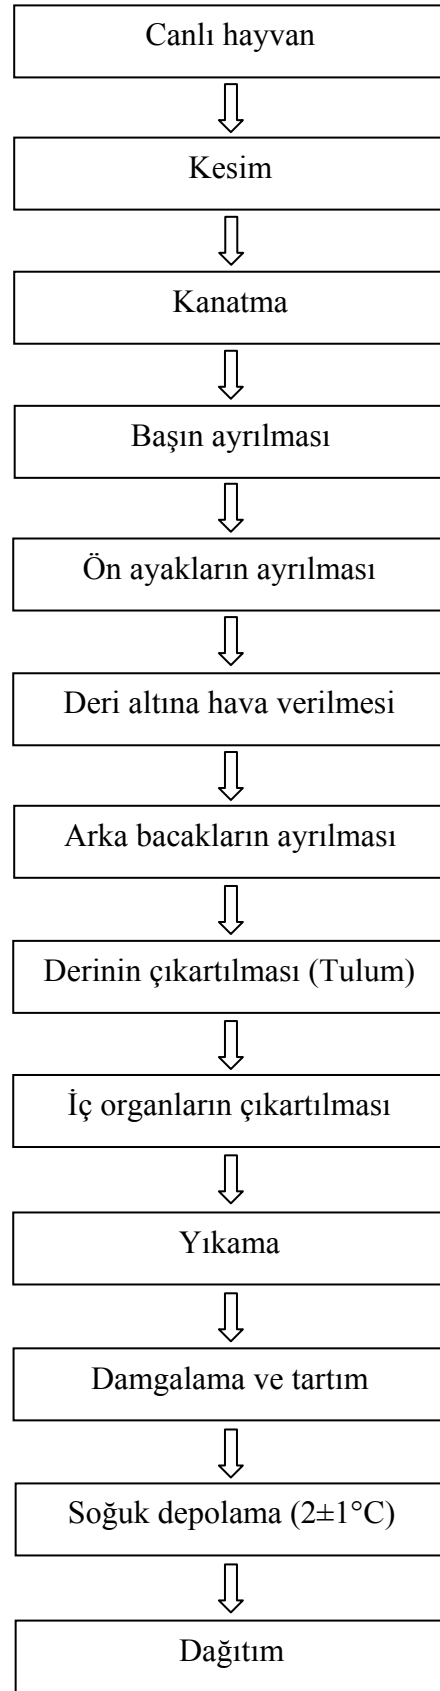 Canlı hayvan
Kesim
Kanatma
Başın ayrılması
Ön ayakların ayrılması
Deri altına hava verilmesi
Arka bacakların ayrılması
Derinin çıkartılması (Tulum)
İç organların çıkartılması
Yıkama
Damgalama ve tartım
Soğuk depolama (2±1°C)
Dağıtım